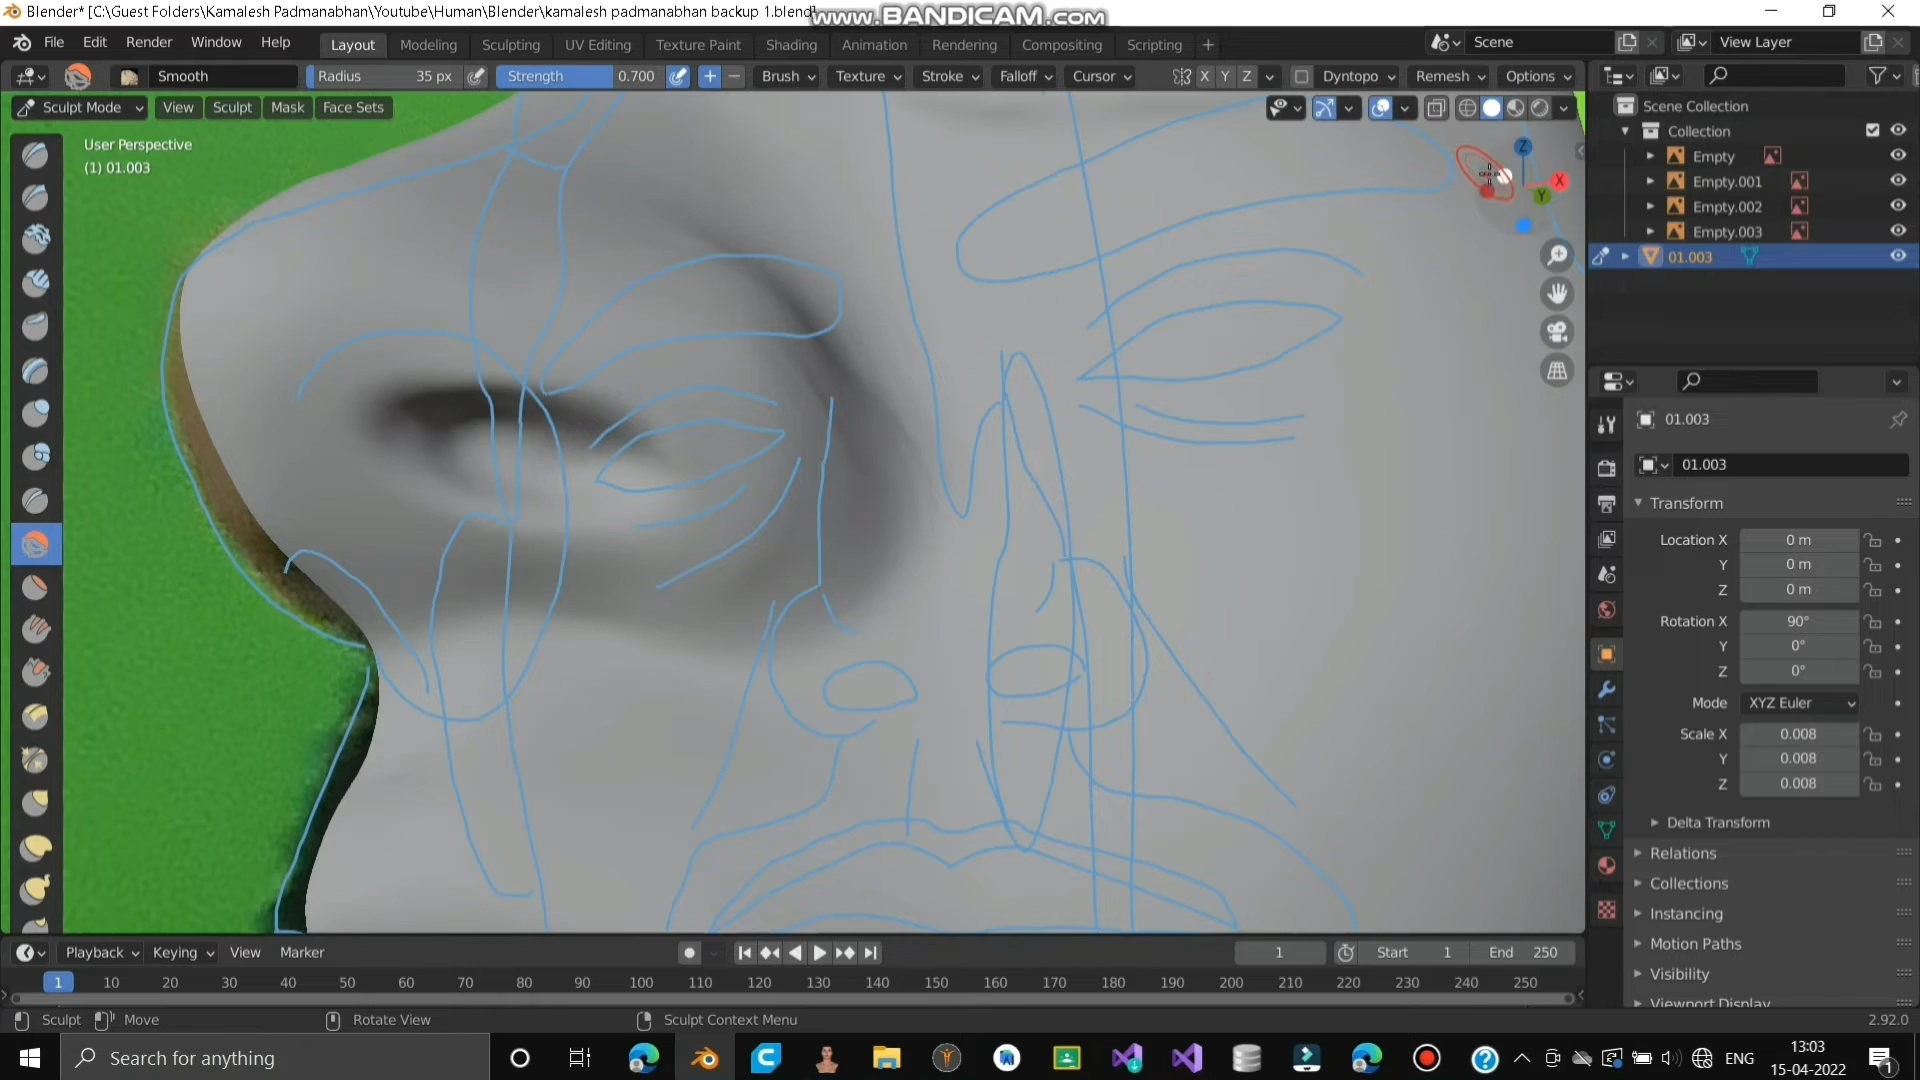 Blender* [C:\Guest Folders\Kamalesh Padmanabhan\Youtube\Human\Blender\kamalesh padmanabhan backup 1.blend]
www.BANDICAM.com
File Edit Render Window Help Layout Modeling Sculpting UV Editing Texture Paint Shading Animation Rendering Compositing Scripting + Scene View Layer
Smooth Radius 35 px Strength 0.700 Brush Texture Stroke Falloff Cursor X Y Z Dyntopo Remesh Options
Sculpt Mode View Sculpt Mask Face Sets
User Perspective
(1) 01.003
Z
X
Y
Scene Collection
Collection
Empty
Empty.001
Empty.002
Empty.003
01.003
01.003
01.003
Transform
Location X 0 m
Y 0 m
Z 0 m
Rotation X 90°
Y 0°
Z 0°
Mode XYZ Euler
Scale X 0.008
Y 0.008
Z 0.008
Delta Transform
Relations
Collections
Instancing
Motion Paths
Visibility
Viewport Display
Playback Keying View Marker 1 Start 1 End 250
1 10 20 30 40 50 60 70 80 90 100 110 120 130 140 150 160 170 180 190 200 210 220 230 240 250
Sculpt Move Rotate View Sculpt Context Menu 2.92.0
Search for anything
ENG
13:03
15-04-2022
1